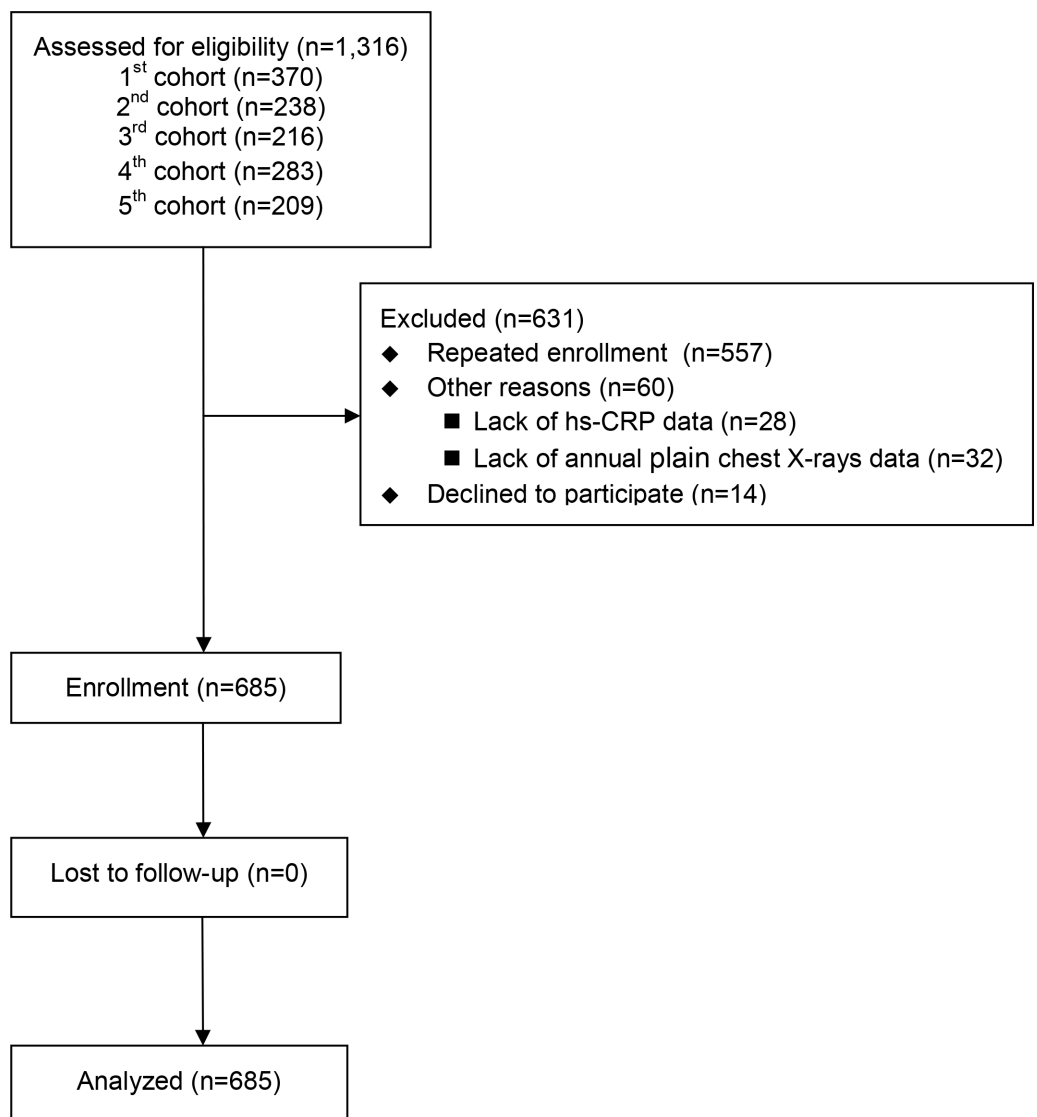 Assessed for eligibility (n=1,316)
1st cohort (n=370)
2nd cohort (n=238)
3rd cohort (n=216)
4th cohort (n=283)
5th cohort (n=209)
Excluded (n=631)
◆ Repeated enrollment (n=557)
◆ Other reasons (n=60)
■ Lack of hs-CRP data (n=28)
■ Lack of annual plain chest X-rays data (n=32)
◆ Declined to participate (n=14)
Enrollment (n=685)
Lost to follow-up (n=0)
Analyzed (n=685)